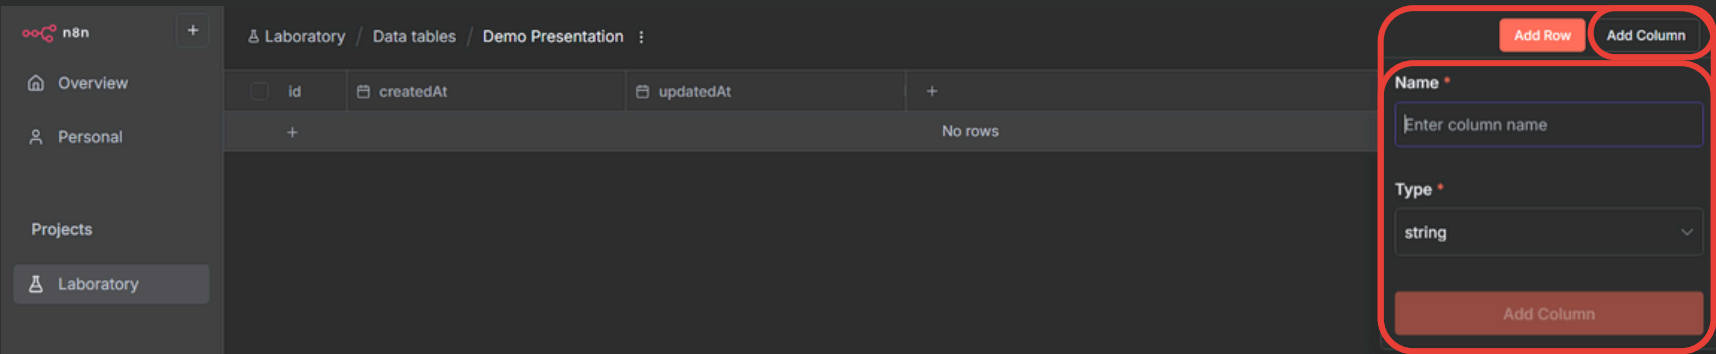 n8n
+
Overview
Personal
Projects
Laboratory
Laboratory / Data tables / Demo Presentation
Add Row
Add Column
id
createdAt
updatedAt
+
+
No rows
Name *
Enter column name
Type *
string
Add Column